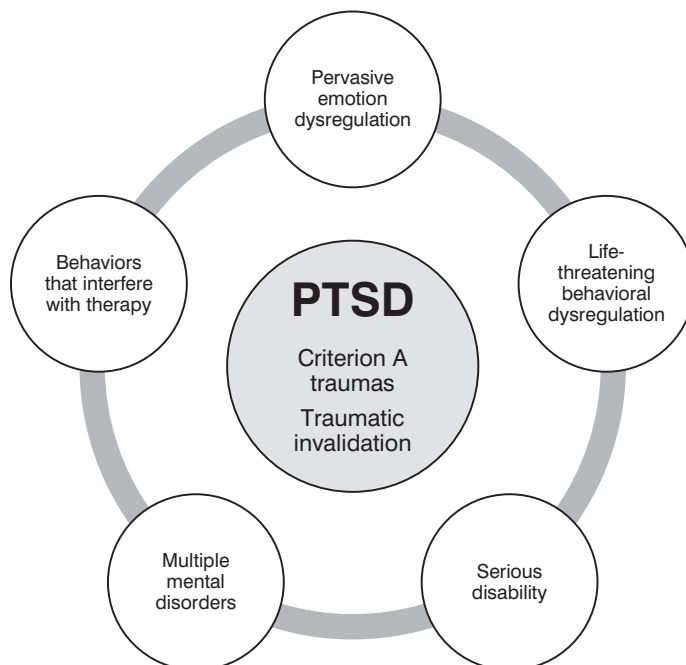 Pervasive
emotion
dysregulation
Behaviors
that interfere
with therapy
Life-
threatening
behavioral
dysregulation
PTSD
Criterion A
traumas
Traumatic
invalidation
Multiple
mental
disorders
Serious
disability